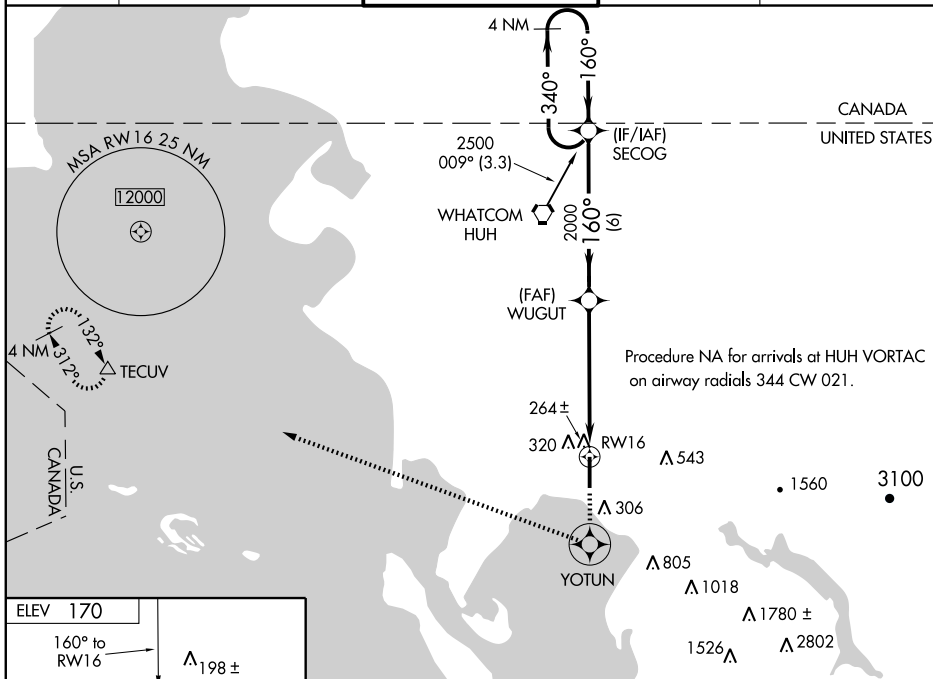 4 NM
340°
160°
CANADA
UNITED STATES
(IF/IAF)
SECOG
MSA RW16 25 NM
12000
2500
009° (3.3)
WHATCOM
HUH
2000
160°
(6)
(FAF)
WUGUT
4 NM
132°
312°
TECUV
Procedure NA for arrivals at HUH VORTAC
on airway radials 344 CW 021.
264 ±
320
RW16
543
U.S.
CANADA
1560
3100
306
YOTUN
805
1018
1780 ±
1526
2802
ELEV 170
160° to
RW16
198 ±